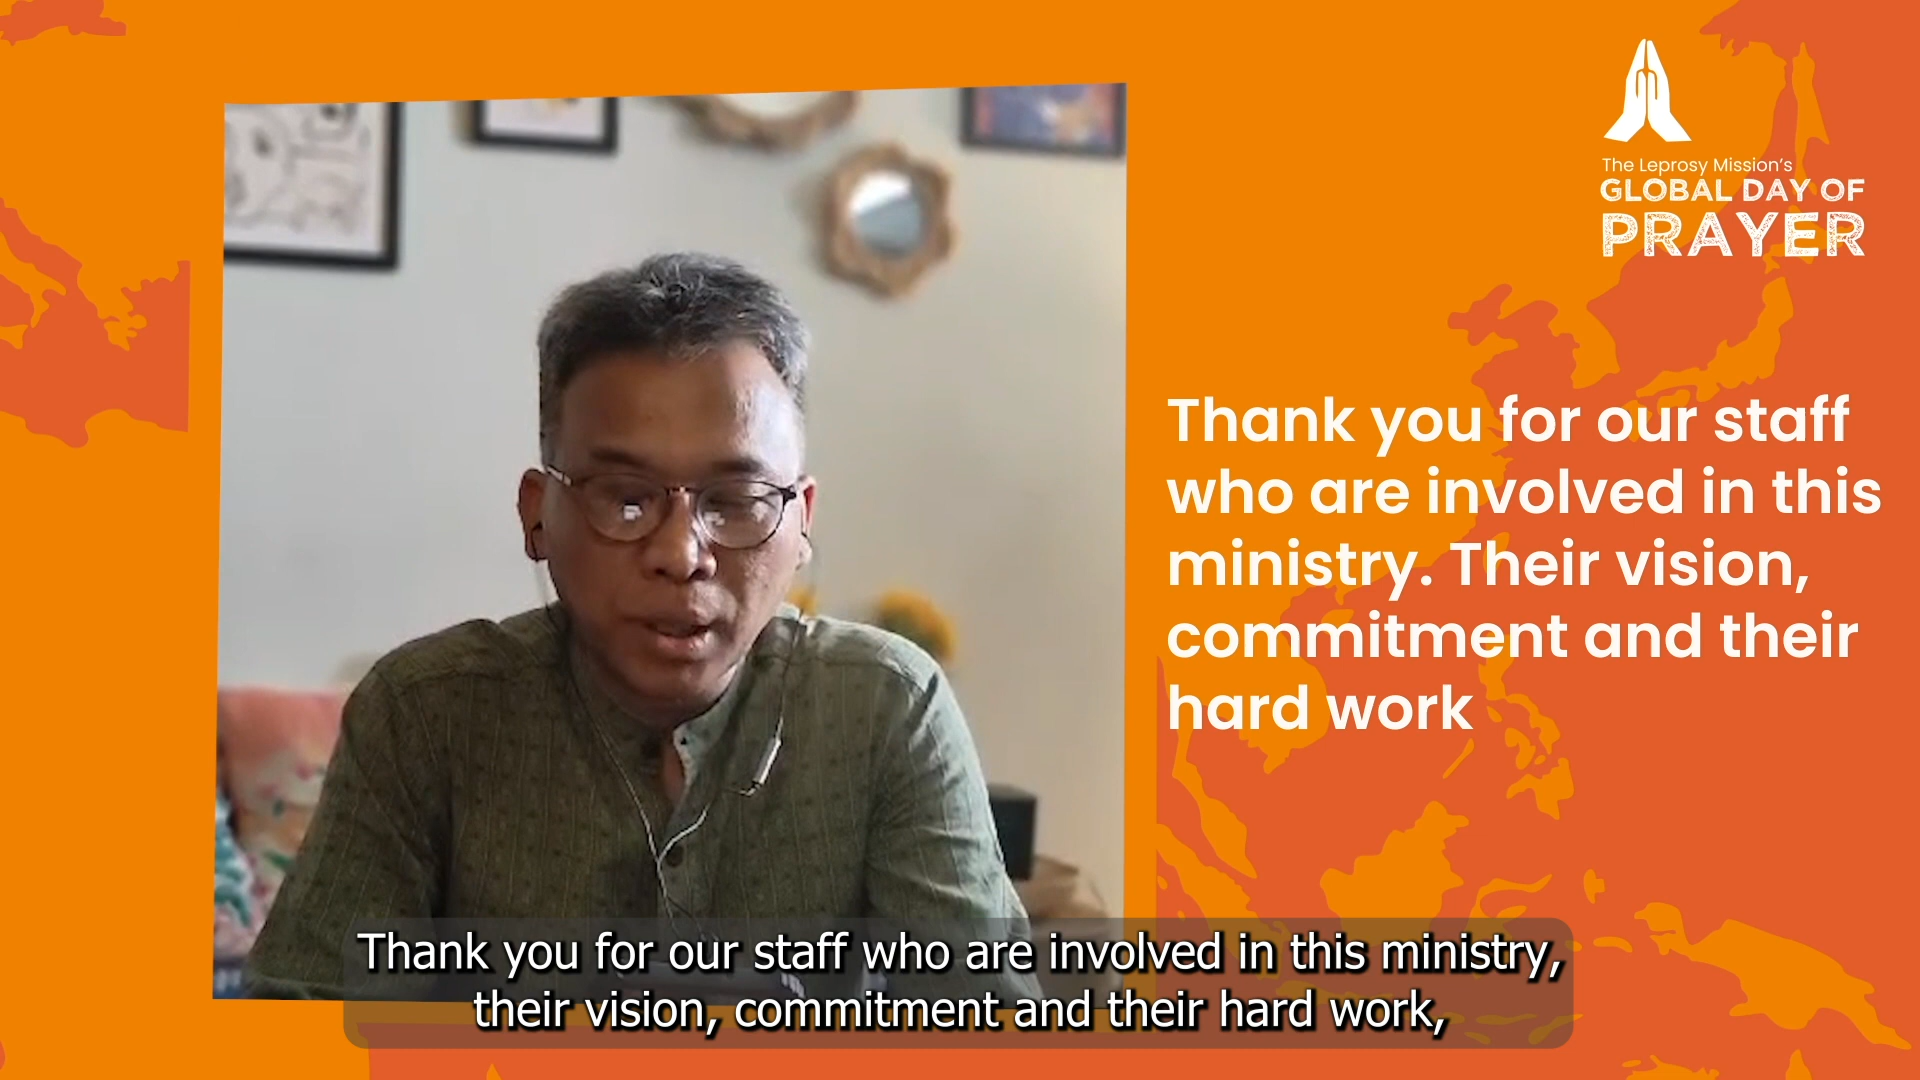 The Leprosy Mission's
GLOBAL DAY OF
PRAYER
Thank you for our staff
who are involved in this
ministry. Their vision,
commitment and their
hard work
Thank you for our staff who are involved in this ministry,
their vision, commitment and their hard work,